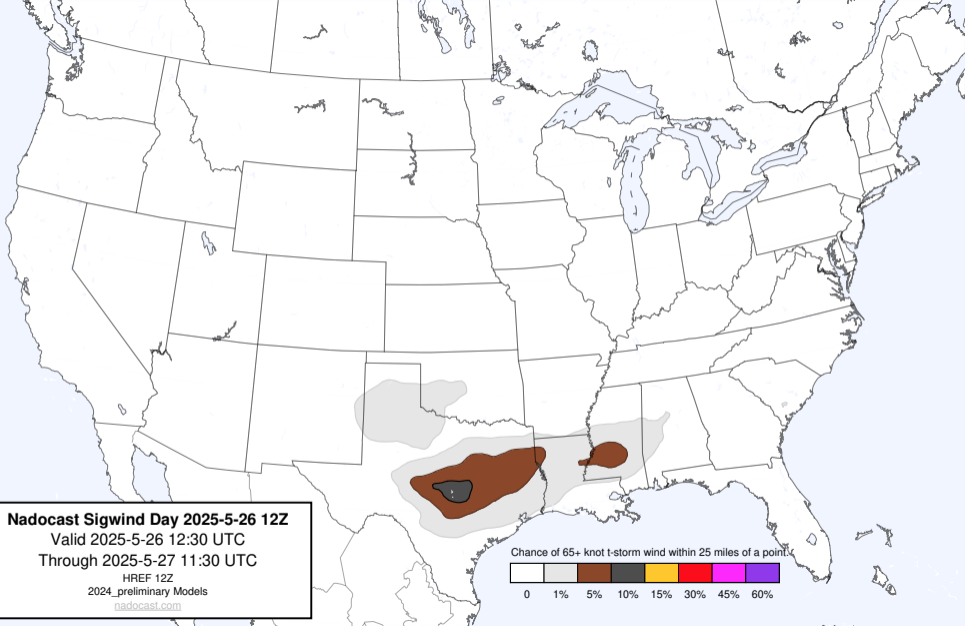 Nadocast Sigwind Day 2025-5-26 12Z
Valid 2025-5-26 12:30 UTC
Through 2025-5-27 11:30 UTC
HREF 12Z
2024_preliminary Models
nadocast.com
Chance of 65+ knot t-storm wind within 25 miles of a point.
0 1% 5% 10% 15% 30% 45% 60%